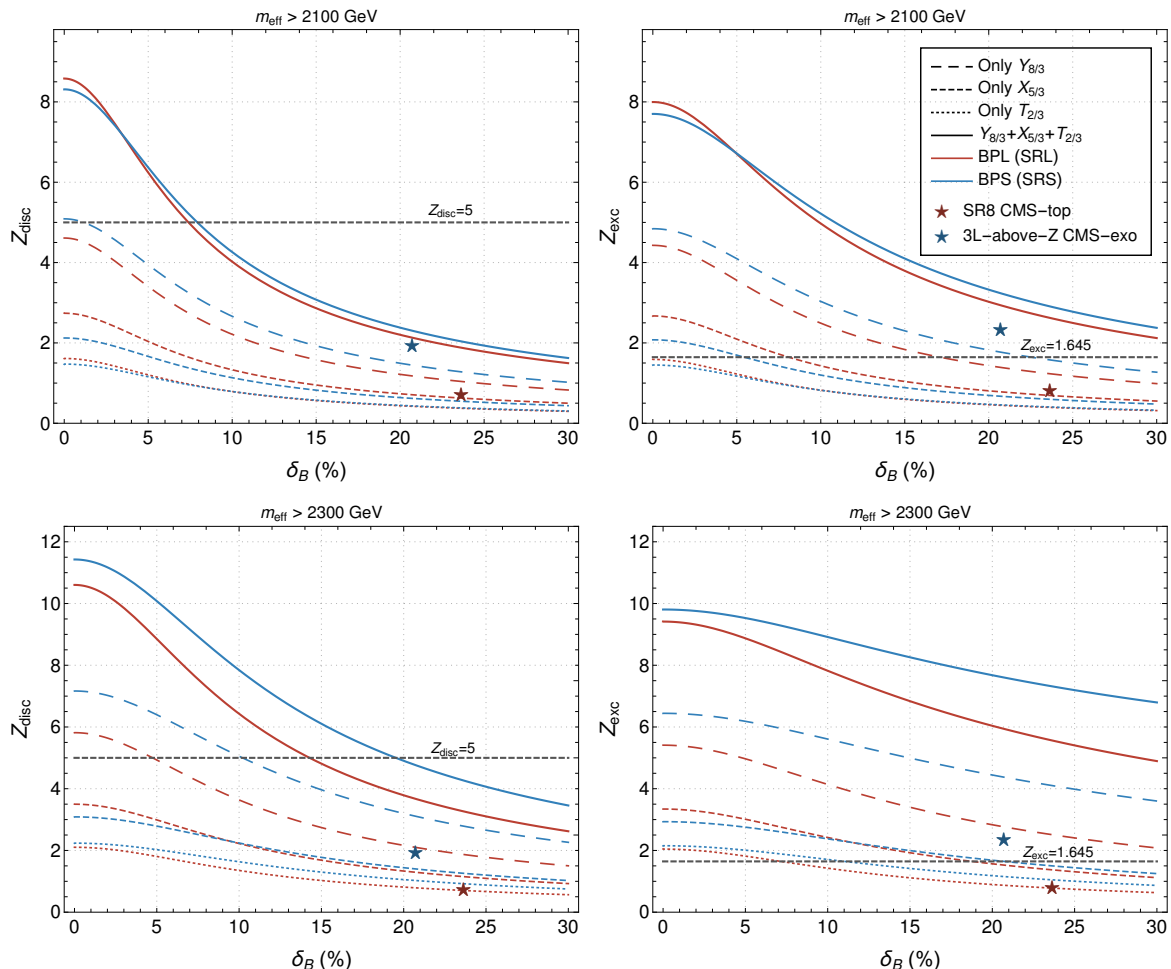 m_eff > 2100 GeV
Z_disc
8
6
4
2
0
Z_disc=5
0 5 10 15 20 25 30
δ_B (%)
m_eff > 2100 GeV
Z_exc
8
6
4
2
0
Only Y_8/3
Only X_5/3
Only T_2/3
Y_8/3+X_5/3+T_2/3
BPL (SRL)
BPS (SRS)
SR8 CMS-top
3L-above-Z CMS-exo
Z_exc=1.645
0 5 10 15 20 25 30
δ_B (%)
m_eff > 2300 GeV
Z_disc
12
10
8
6
4
2
0
Z_disc=5
0 5 10 15 20 25 30
δ_B (%)
m_eff > 2300 GeV
Z_exc
12
10
8
6
4
2
0
Z_exc=1.645
0 5 10 15 20 25 30
δ_B (%)